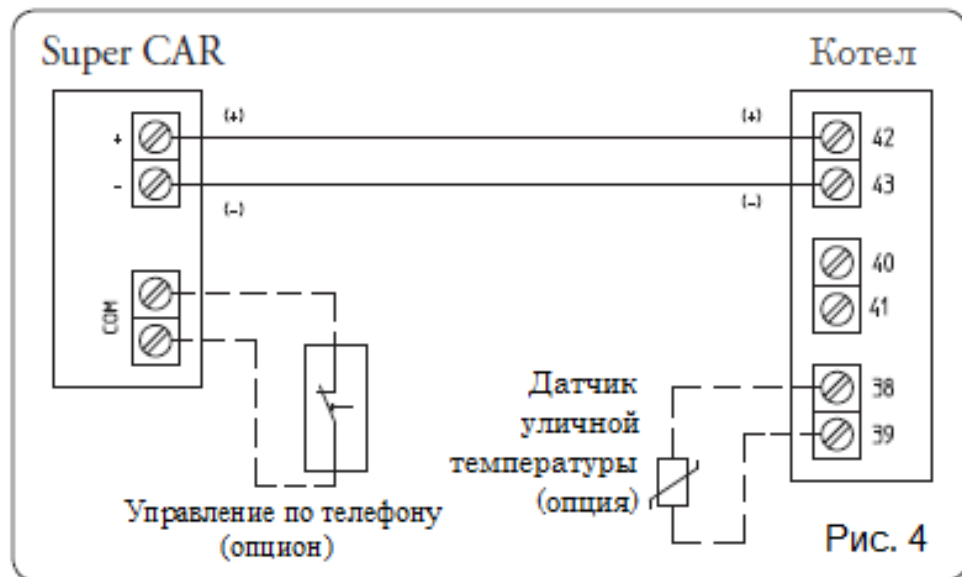 Super CAR
Котел
+
(+)
(+)
42
-
(-)
(-)
43
40
41
COM
38
39
Датчик
уличной
температуры
(опция)
Управление по телефону
(опцион)
Рис. 4